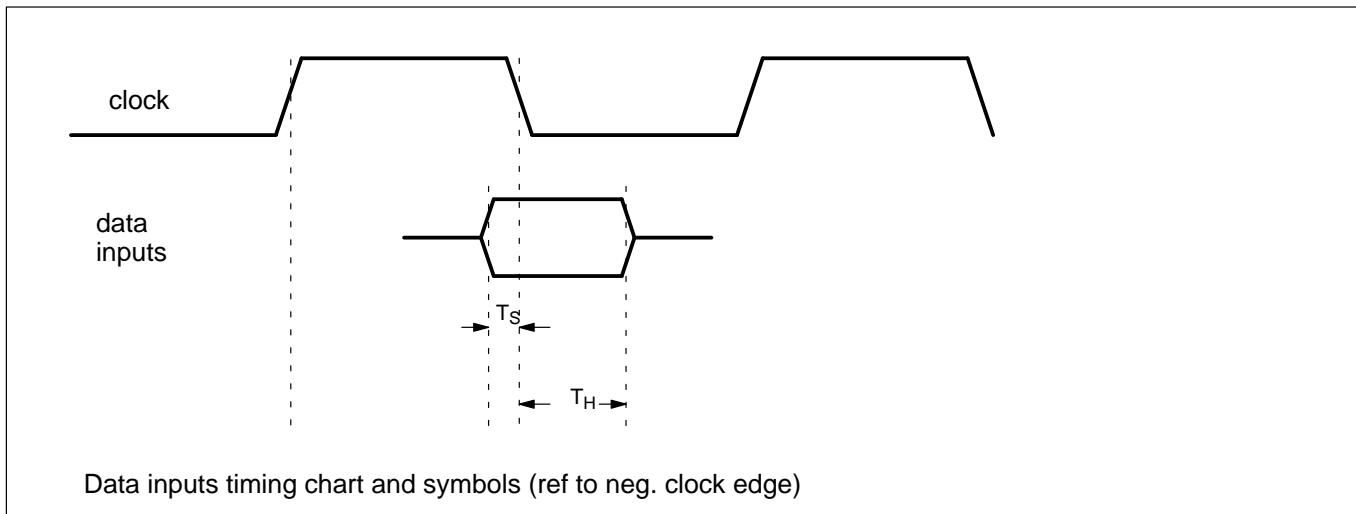 clock
data
inputs
TS
TH
Data inputs timing chart and symbols (ref to neg. clock edge)